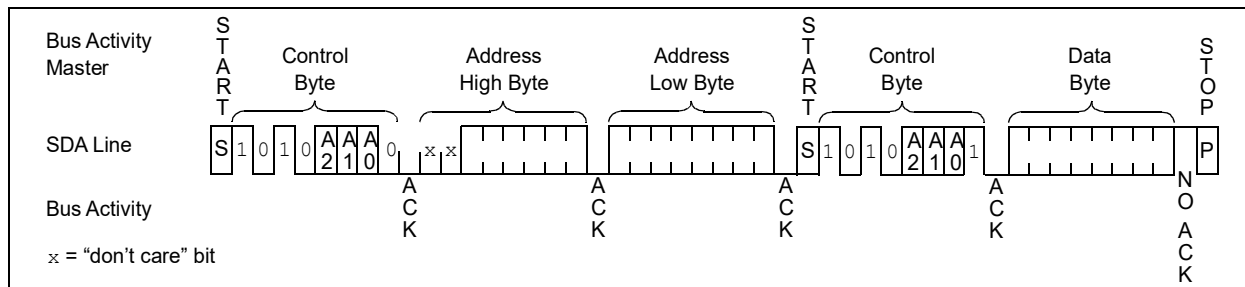 Bus Activity Master
START
Control Byte
Address High Byte
Address Low Byte
START
Control Byte
Data Byte
STOP
SDA Line
S 1 0 1 0 A2 A1 A0 0 x x S 1 0 1 0 A2 A1 A0 1 P
Bus Activity
ACK
ACK
ACK
ACK
NO ACK
x = “don’t care” bit